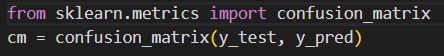 from sklearn.metrics import confusion_matrix
cm = confusion_matrix(y_test, y_pred)